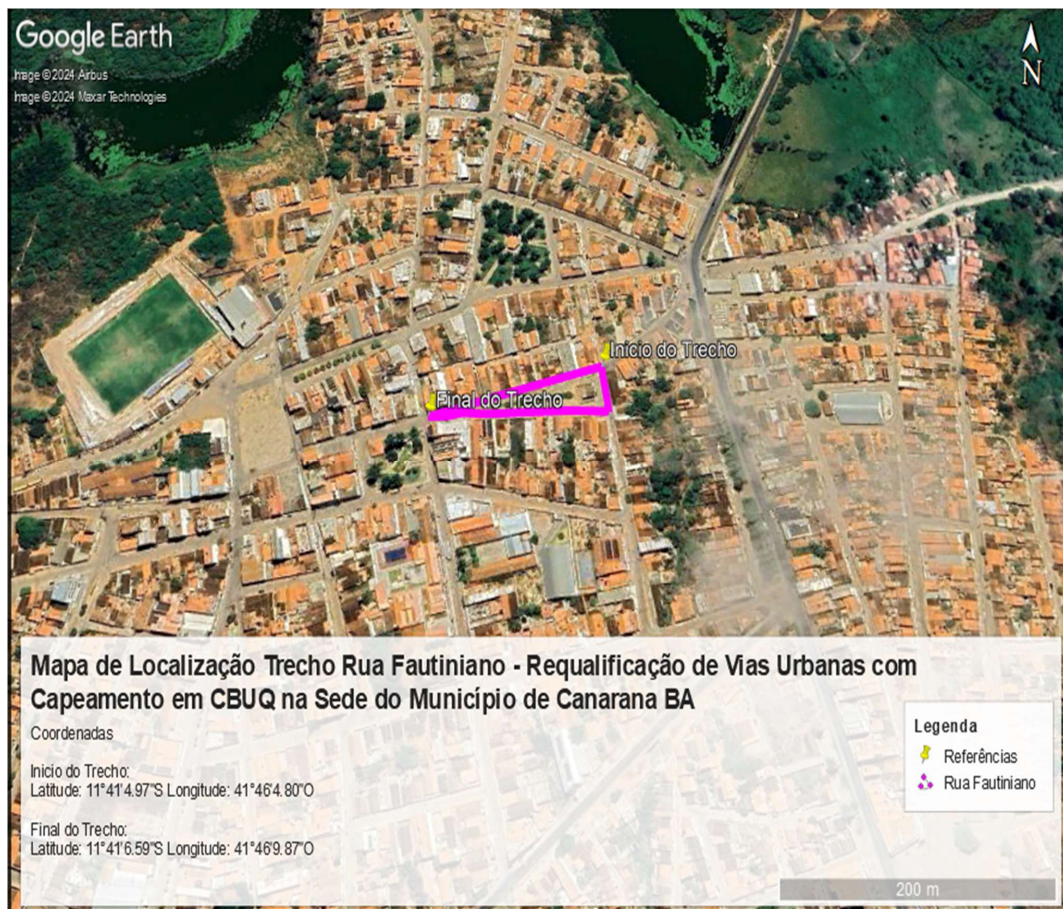 Google Earth
Image © 2024 Airbus
Image © 2024 Maxar Technologies
N
Início do Trecho
Final do Trecho
Mapa de Localização Trecho Rua Fautiniano - Requalificação de Vias Urbanas com
Capeamento em CBUQ na Sede do Município de Canarana BA
Coordenadas
Inicio do Trecho:
Latitude: 11°41'4.97"S Longitude: 41°46'4.80"O
Final do Trecho:
Latitude: 11°41'6.59"S Longitude: 41°46'9.87"O
Legenda
Referências
Rua Fautiniano
200 m